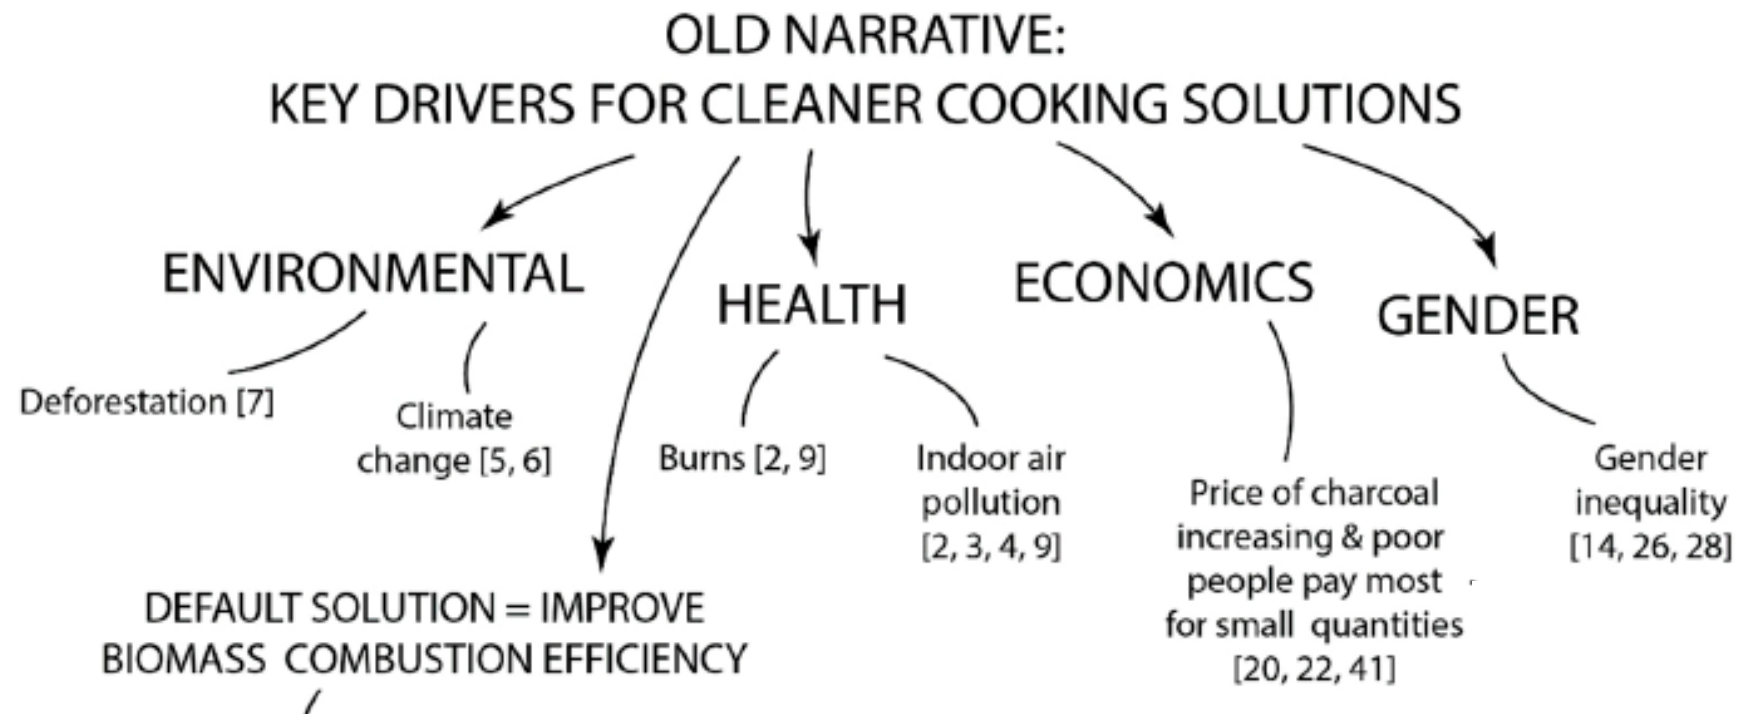 OLD NARRATIVE:
KEY DRIVERS FOR CLEANER COOKING SOLUTIONS
ENVIRONMENTAL
Deforestation [7]
Climate
change [5, 6]
HEALTH
Burns [2, 9]
Indoor air
pollution
[2, 3, 4, 9]
ECONOMICS
Price of charcoal
increasing & poor
people pay most
for small quantities
[20, 22, 41]
GENDER
Gender
inequality
[14, 26, 28]
DEFAULT SOLUTION = IMPROVE
BIOMASS COMBUSTION EFFICIENCY